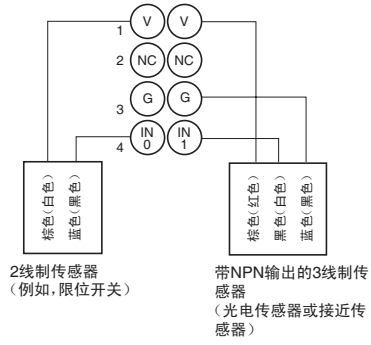 1 V V
2 NC NC
3 G G
4 IN 0 IN 1
棕色(白色)
蓝色(黑色)
棕色(红色)
黑色(白色)
蓝色(黑色)
2线制传感器
(例如,限位开关)
带NPN输出的3线制传
感器
(光电传感器或接近传
感器)